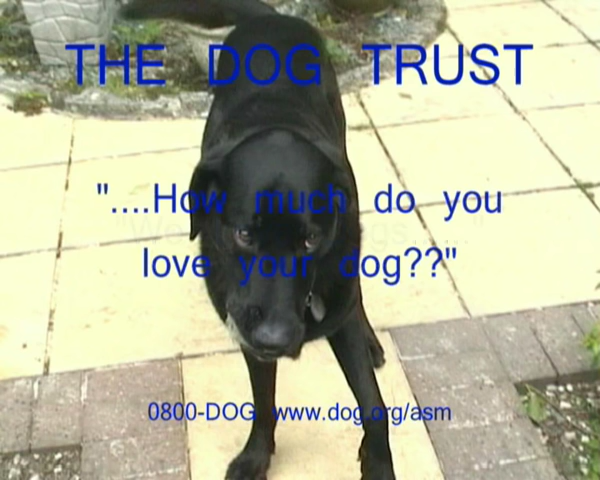 THE DOG TRUST
"....How much do you
love your dog??"
0800-DOG www.dog.org/asm